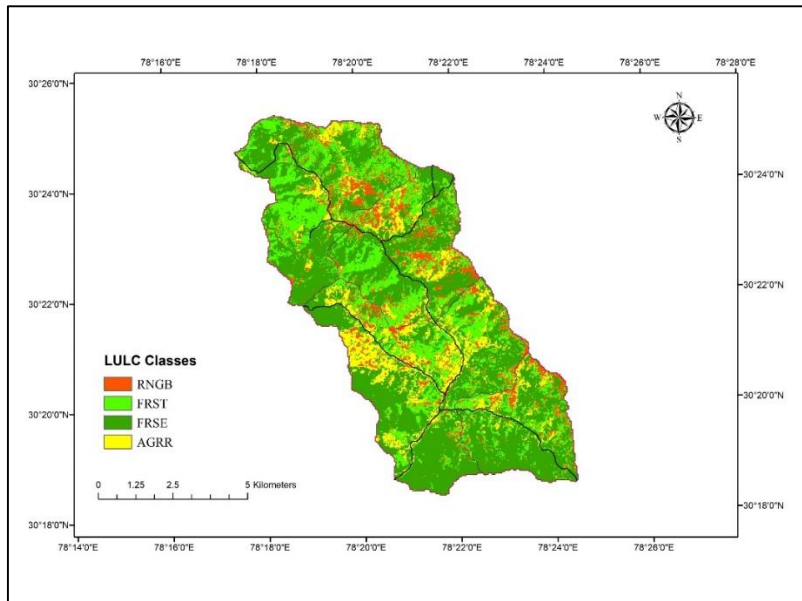 78°18'0"E 78°18'0"E 78°20'0"E 78°22'0"E 78°24'0"E 78°26'0"E 78°28'0"E
30°26'0"N
N
W E
S
30°24'0"N 30°24'0"N
30°22'0"N 30°22'0"N
LULC Classes
RNGB
FRST
FRSE
AGRR
30°20'0"N 30°20'0"N
0 1.25 2.5 5 Kilometers
30°18'0"N 30°18'0"N
78°14'0"E 78°16'0"E 78°18'0"E 78°20'0"E 78°22'0"E 78°24'0"E 78°26'0"E